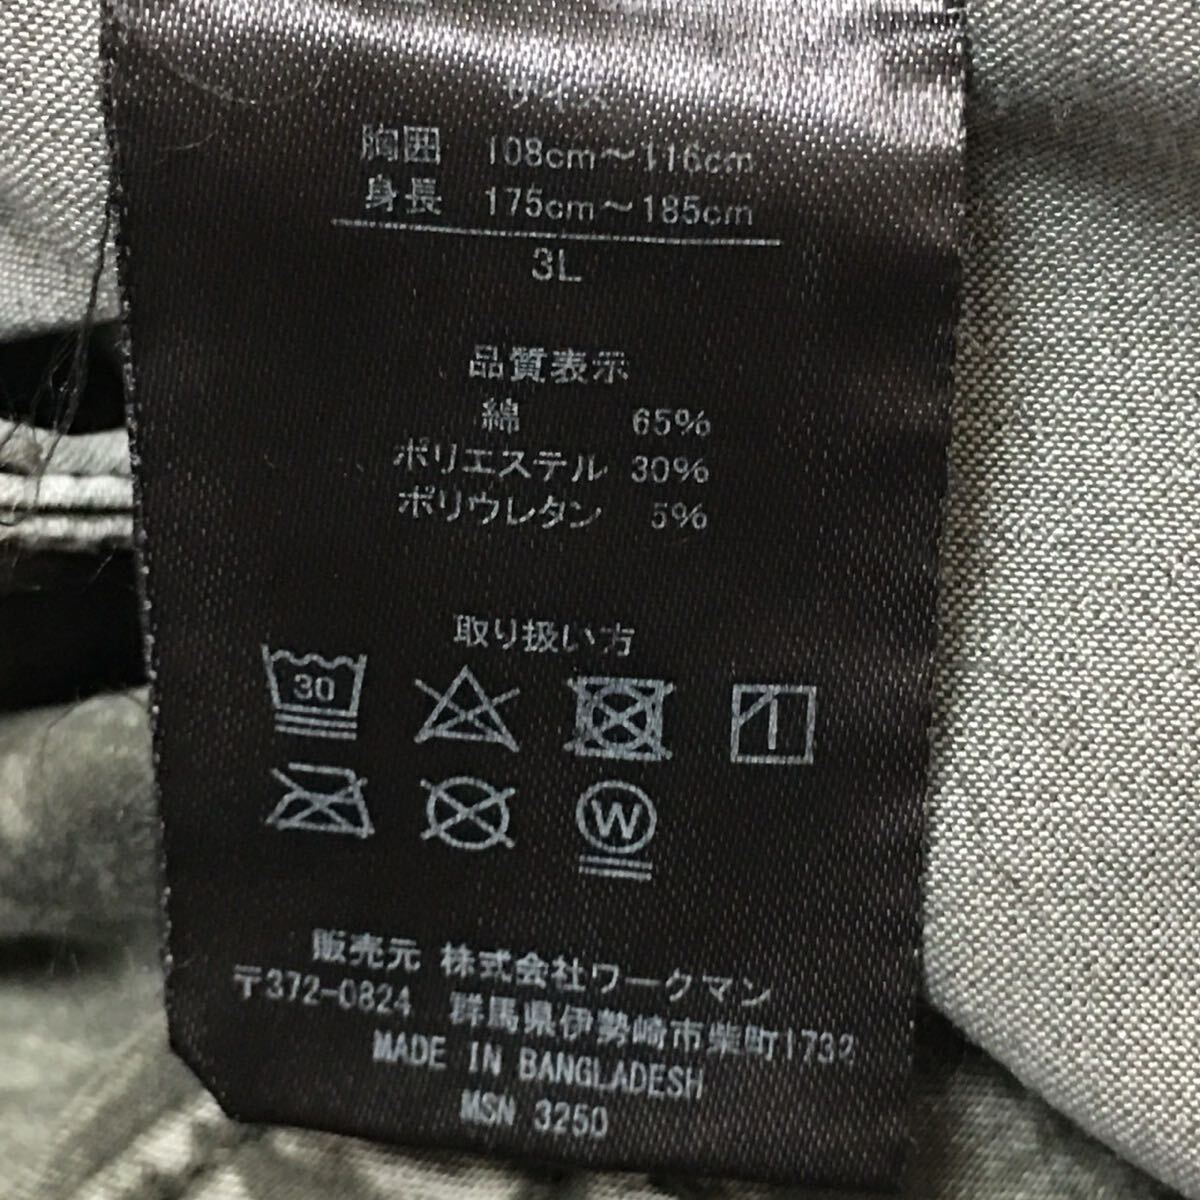 サイズ
胸囲 108cm～116cm
身長 175cm～185cm
3L
品質表示
綿 65%
ポリエステル 30%
ポリウレタン 5%
取り扱い方
30
W
販売元 株式会社ワークマン
〒372-0824 群馬県伊勢崎市柴町1732
MADE IN BANGLADESH
MSN 3250